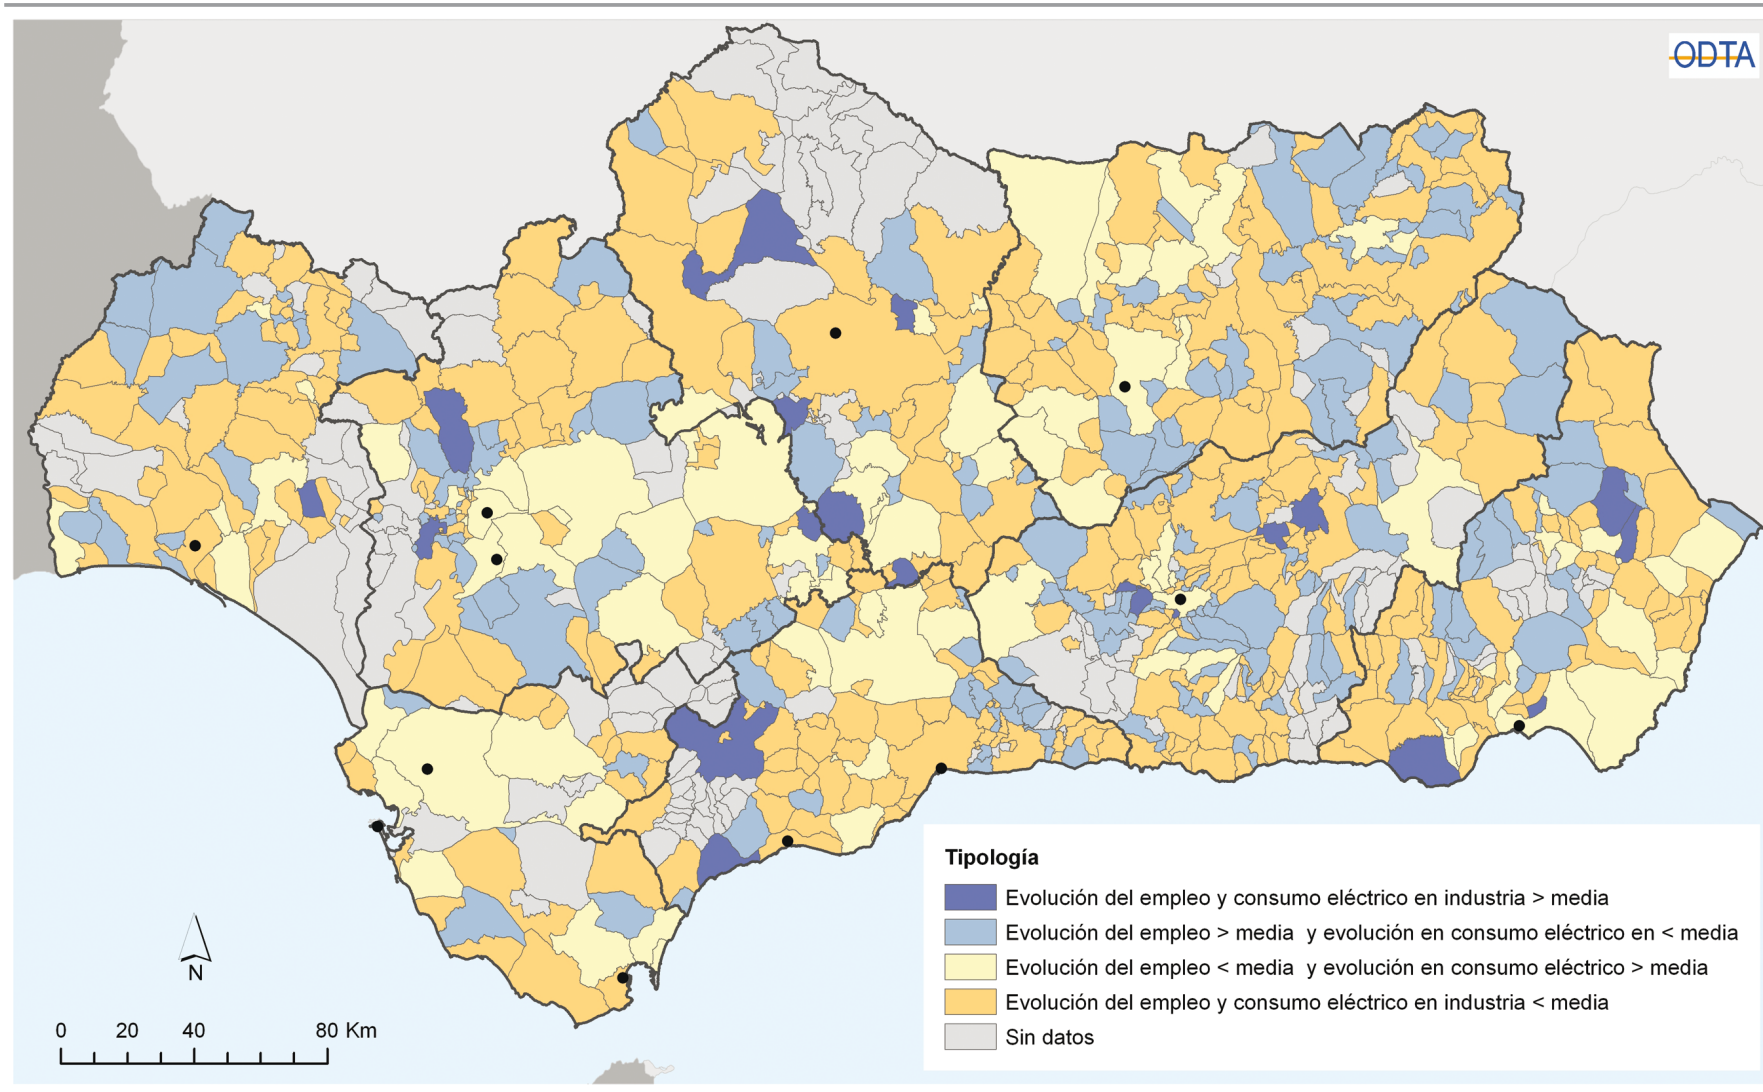 ODTA
Tipología
Evolución del empleo y consumo eléctrico en industria > media
Evolución del empleo > media y evolución en consumo eléctrico en < media
Evolución del empleo < media y evolución en consumo eléctrico > media
Evolución del empleo y consumo eléctrico en industria < media
Sin datos
N
0 20 40 80 Km